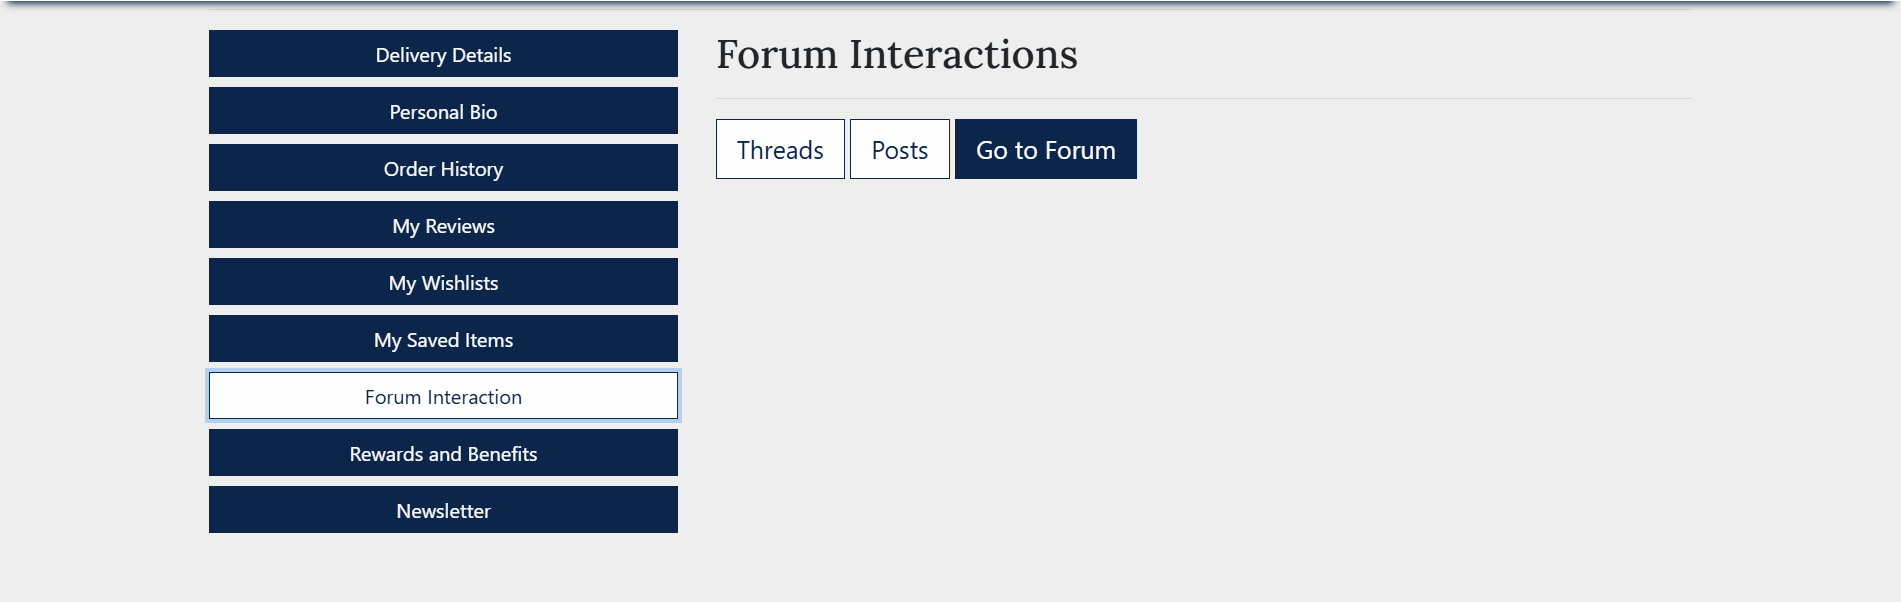 Delivery Details
Personal Bio
Order History
My Reviews
My Wishlists
My Saved Items
Forum Interaction
Rewards and Benefits
Newsletter
Forum Interactions
Threads Posts Go to Forum